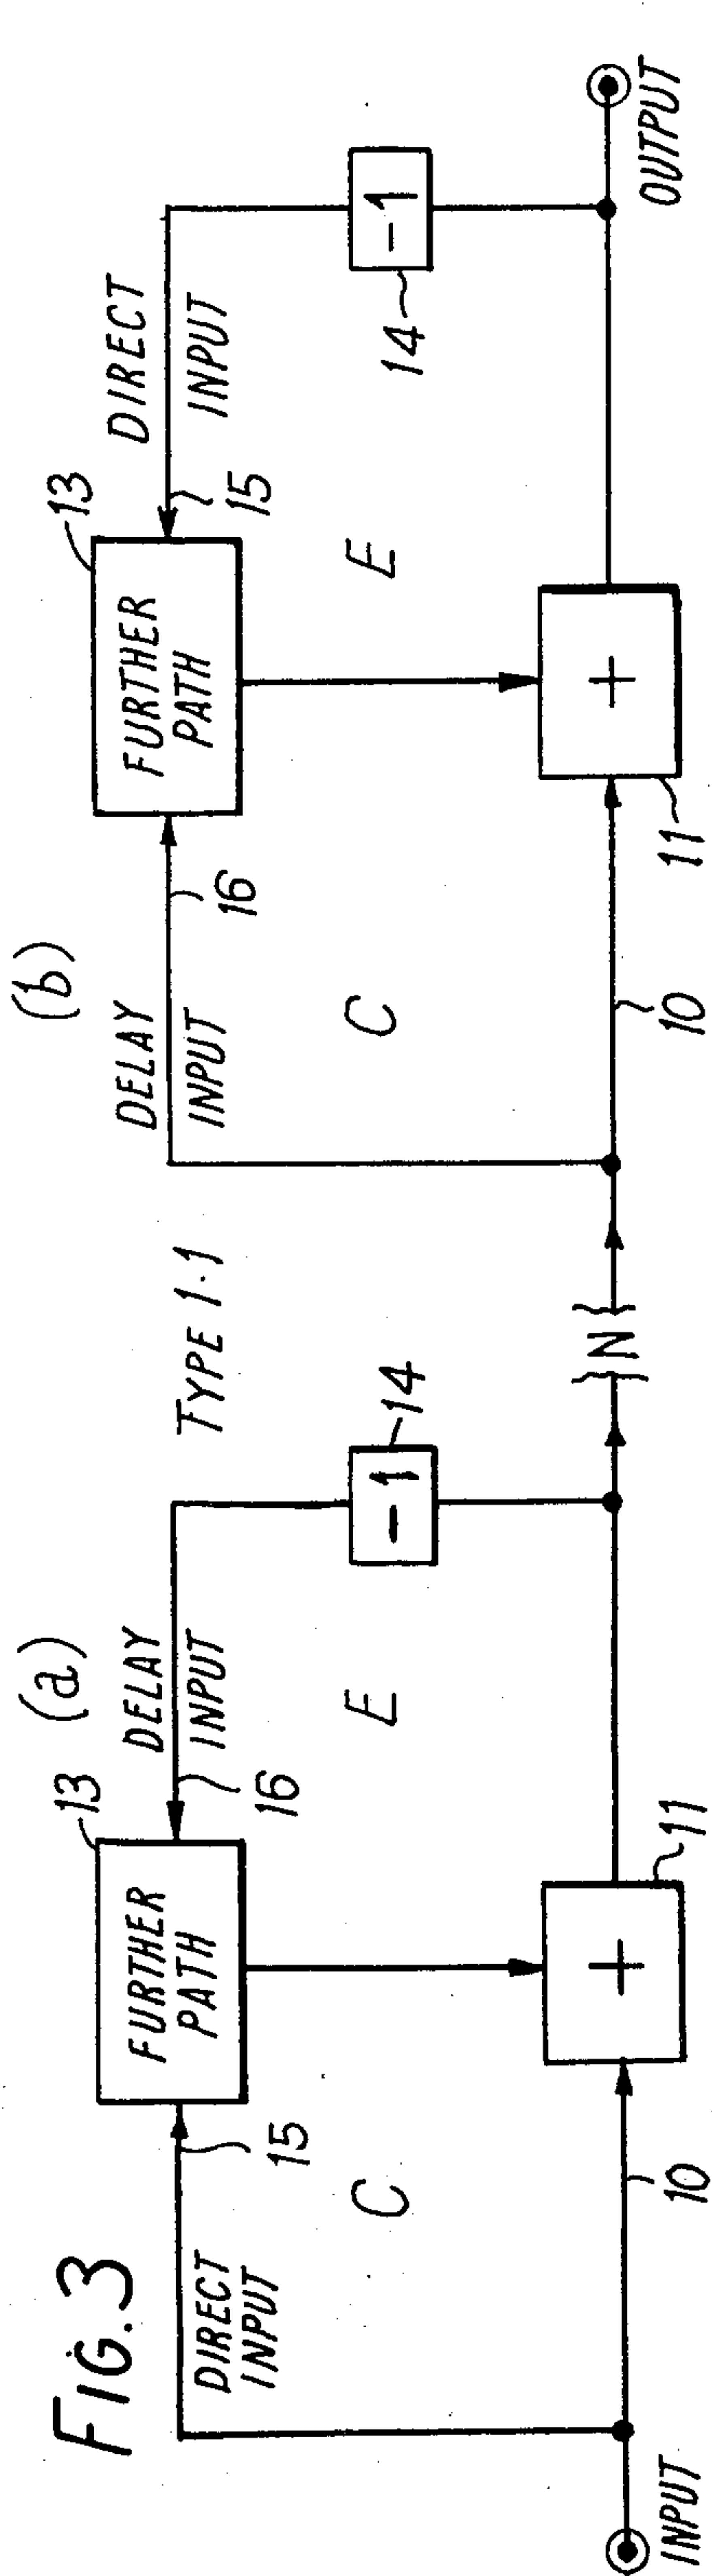 FIG.3
(a)
TYPE 1·1
(b)
DIRECT
INPUT
15
13
FURTHER
PATH
DELAY
INPUT
16
C
E
-1
14
INPUT
10
+
11
N
DELAY
INPUT
16
13
FURTHER
PATH
DIRECT
INPUT
15
C
E
-1
14
10
+
11
OUTPUT